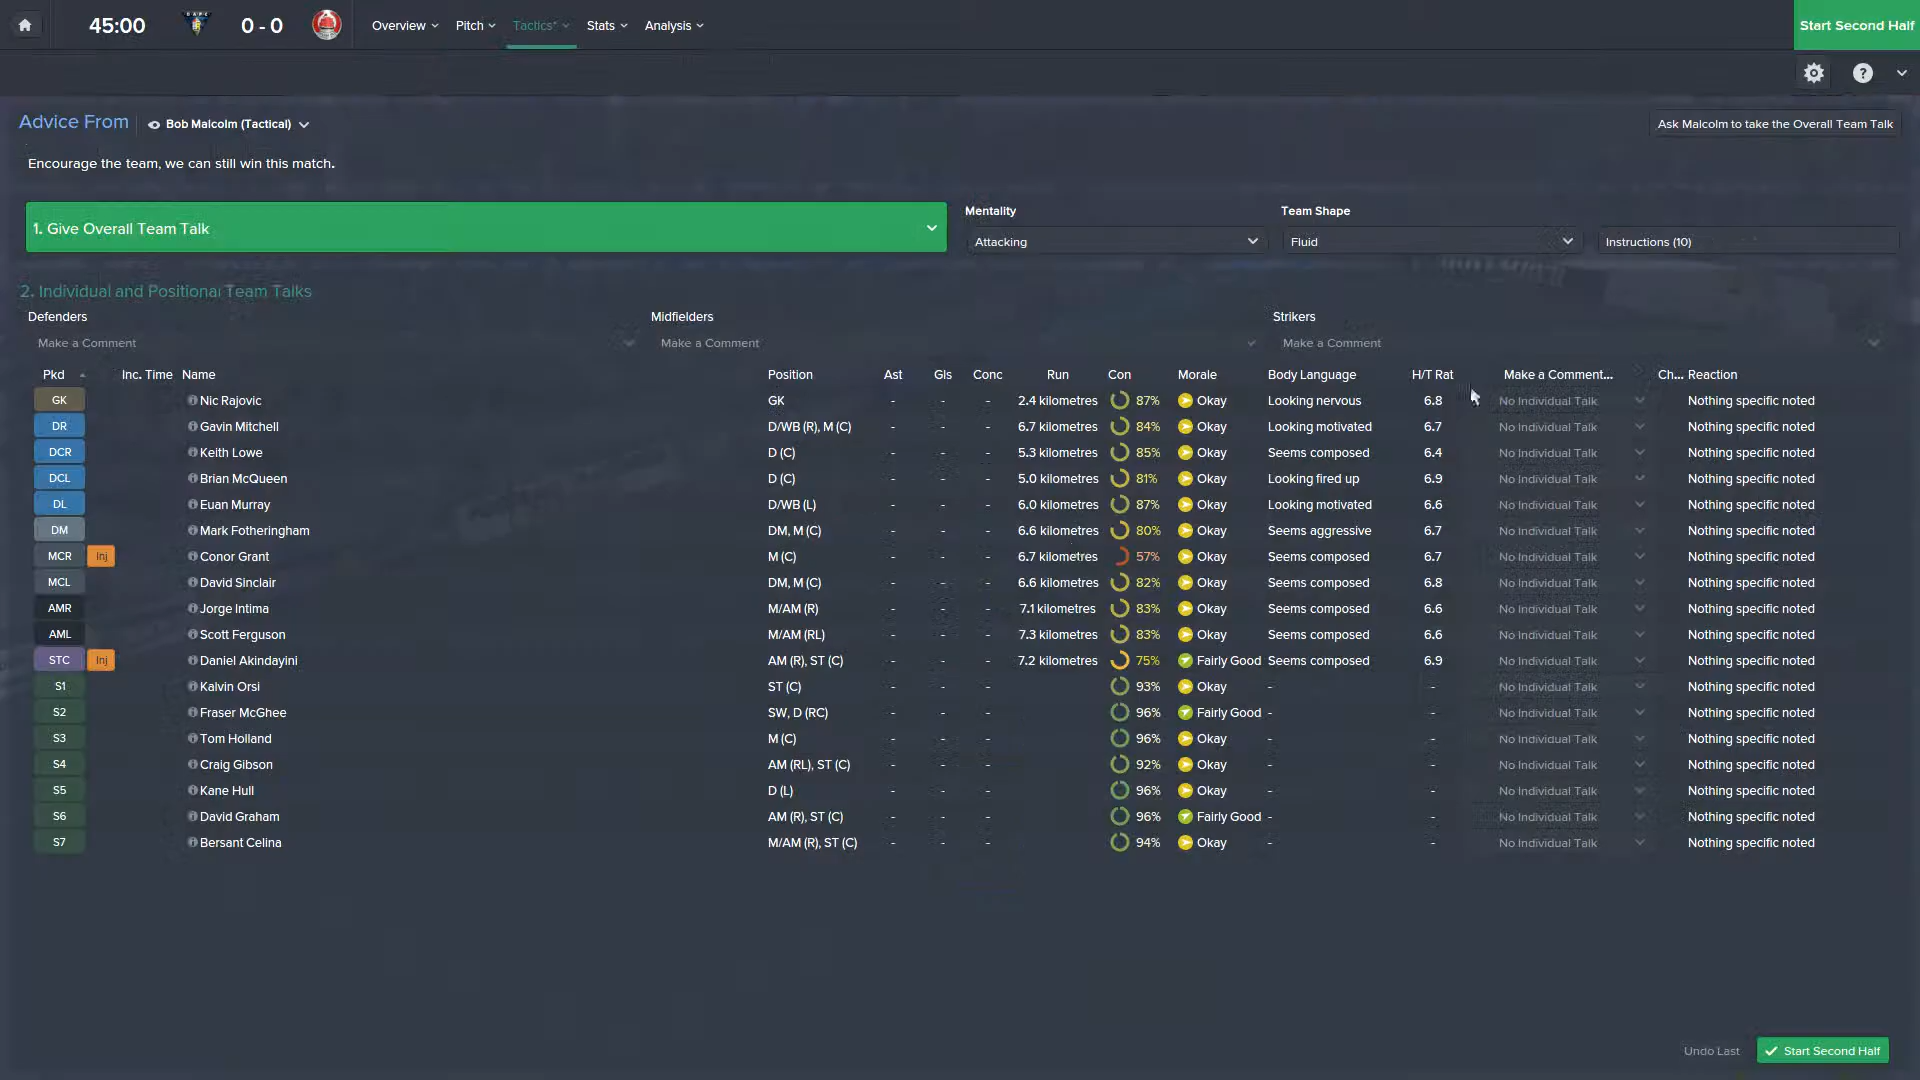 45:00 0 - 0 Overview Pitch Tactics* Stats Analysis Start Second Half
?
Advice From Bob Malcolm (Tactical) Ask Malcolm to take the Overall Team Talk
Encourage the team, we can still win this match.
Mentality Team Shape
1. Give Overall Team Talk Attacking Fluid Instructions (10)
2. Individual and Positional Team Talks
Defenders Midfielders Strikers
Make a Comment Make a Comment Make a Comment
Pkd Inc. Time Name Position Ast Gls Conc Run Con Morale Body Language H/T Rat Make a Comment... Ch... Reaction
GK Nic Rajovic GK - - - 2.4 kilometres 87% Okay Looking nervous 6.8 No Individual Talk Nothing specific noted
DR Gavin Mitchell D/WB (R), M (C) - - - 6.7 kilometres 84% Okay Looking motivated 6.7 No Individual Talk Nothing specific noted
DCR Keith Lowe D (C) - - - 5.3 kilometres 85% Okay Seems composed 6.4 No Individual Talk Nothing specific noted
DCL Brian McQueen D (C) - - - 5.0 kilometres 81% Okay Looking fired up 6.9 No Individual Talk Nothing specific noted
DL Euan Murray D/WB (L) - - - 6.0 kilometres 87% Okay Looking motivated 6.6 No Individual Talk Nothing specific noted
DM Mark Fotheringham DM, M (C) - - - 6.6 kilometres 80% Okay Seems aggressive 6.7 No Individual Talk Nothing specific noted
MCR Inj Conor Grant M (C) - - - 6.7 kilometres 57% Okay Seems composed 6.7 No Individual Talk Nothing specific noted
MCL David Sinclair DM, M (C) - - - 6.6 kilometres 82% Okay Seems composed 6.8 No Individual Talk Nothing specific noted
AMR Jorge Intima M/AM (R) - - - 7.1 kilometres 83% Okay Seems composed 6.6 No Individual Talk Nothing specific noted
AML Scott Ferguson M/AM (RL) - - - 7.3 kilometres 83% Okay Seems composed 6.6 No Individual Talk Nothing specific noted
STC Inj Daniel Akindayini AM (R), ST (C) - - - 7.2 kilometres 75% Fairly Good Seems composed 6.9 No Individual Talk Nothing specific noted
S1 Kalvin Orsi ST (C) - - - 93% Okay - - No Individual Talk Nothing specific noted
S2 Fraser McGhee SW, D (RC) - - - 96% Fairly Good - - No Individual Talk Nothing specific noted
S3 Tom Holland M (C) - - - 96% Okay - - No Individual Talk Nothing specific noted
S4 Craig Gibson AM (RL), ST (C) - - - 92% Okay - - No Individual Talk Nothing specific noted
S5 Kane Hull D (L) - - - 96% Okay - - No Individual Talk Nothing specific noted
S6 David Graham AM (R), ST (C) - - - 96% Fairly Good - - No Individual Talk Nothing specific noted
S7 Bersant Celina M/AM (R), ST (C) - - - 94% Okay - - No Individual Talk Nothing specific noted
Undo Last Start Second Half